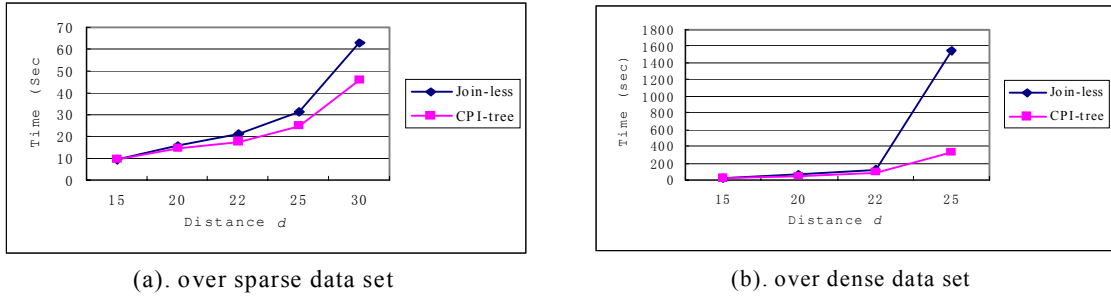 Time (Sec
70
60
50
40
30
20
10
0
15 20 22 25 30
Distance d
Join-less
CPI-tree
(a). over sparse data set
Time (sec)
1800
1600
1400
1200
1000
800
600
400
200
0
15 20 22 25
Distance d
Join-less
CPI-tree
(b). over dense data set